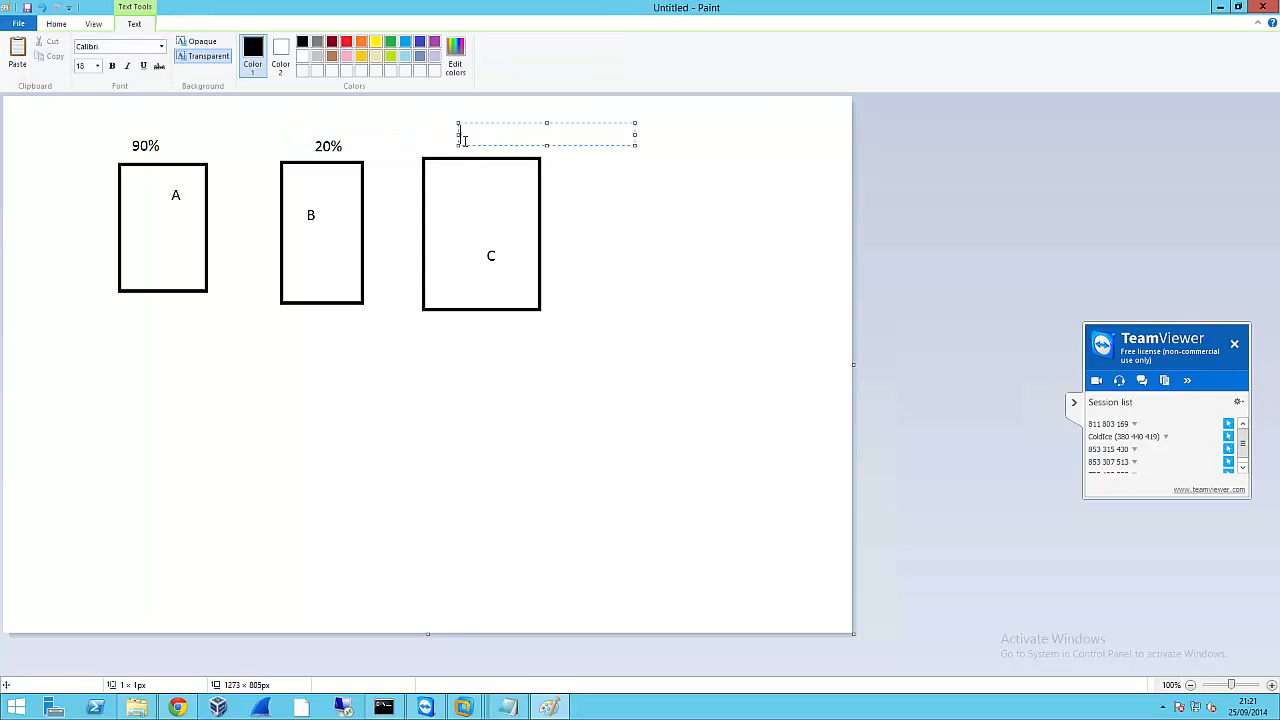 Text Tools
Untitled - Paint
File
Home
View
Text
Paste
Cut
Copy
Clipboard
Calibri
18
B I U abc
Font
Opaque
Transparent
Background
Color 1
Color 2
Edit colors
Colors
90%
20%
A
B
C
TeamViewer
Free license (non-commercial
use only)
Session list
811 803 169
ColdIce (380 440 419)
853 315 430
853 307 513
www.teamviewer.com
Activate Windows
Go to System in Control Panel to activate Windows.
1 × 1px
1273 × 805px
100%
21:21
25/09/2014